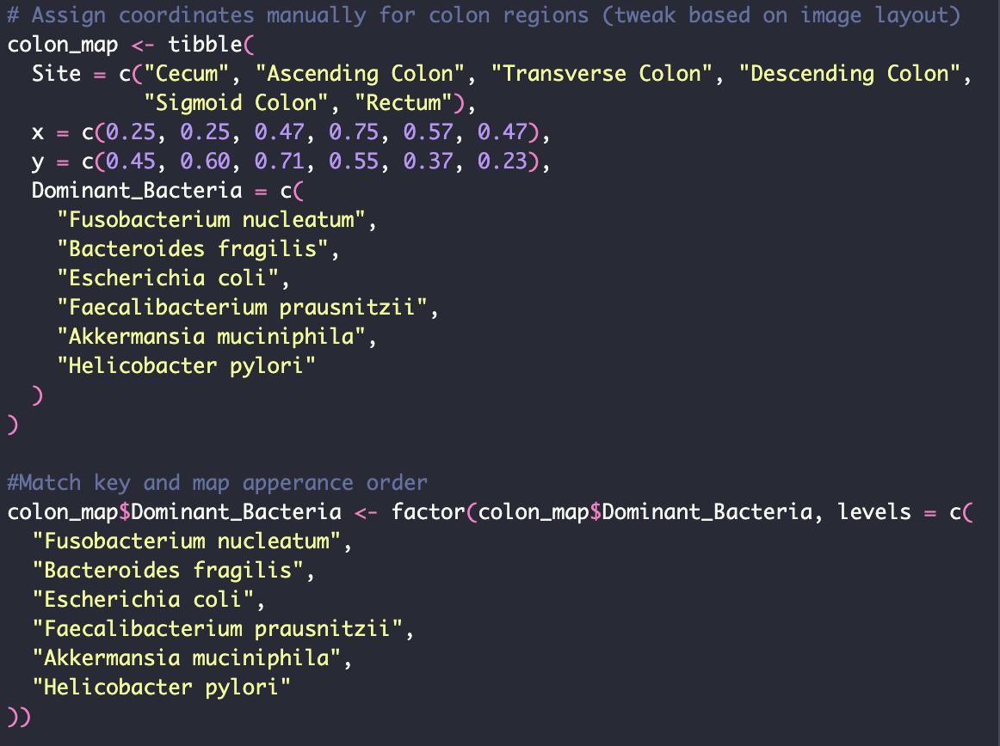 # Assign coordinates manually for colon regions (tweak based on image layout)
colon_map <- tibble(
  Site = c("Cecum", "Ascending Colon", "Transverse Colon", "Descending Colon",
           "Sigmoid Colon", "Rectum"),
  x = c(0.25, 0.25, 0.47, 0.75, 0.57, 0.47),
  y = c(0.45, 0.60, 0.71, 0.55, 0.37, 0.23),
  Dominant_Bacteria = c(
    "Fusobacterium nucleatum",
    "Bacteroides fragilis",
    "Escherichia coli",
    "Faecalibacterium prausnitzii",
    "Akkermansia muciniphila",
    "Helicobacter pylori"
  )
)

#Match key and map apperance order
colon_map$Dominant_Bacteria <- factor(colon_map$Dominant_Bacteria, levels = c(
  "Fusobacterium nucleatum",
  "Bacteroides fragilis",
  "Escherichia coli",
  "Faecalibacterium prausnitzii",
  "Akkermansia muciniphila",
  "Helicobacter pylori"
))